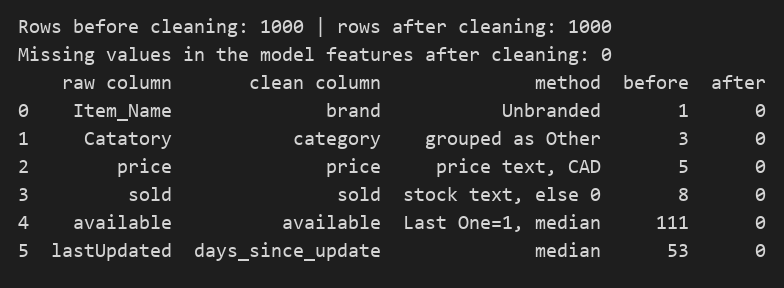 Rows before cleaning: 1000 | rows after cleaning: 1000
Missing values in the model features after cleaning: 0
raw column clean column method before after
0 Item_Name brand Unbranded 1 0
1 Catatory category grouped as Other 3 0
2 price price price text, CAD 5 0
3 sold sold stock text, else 0 8 0
4 available available Last One=1, median 111 0
5 lastUpdated days_since_update median 53 0